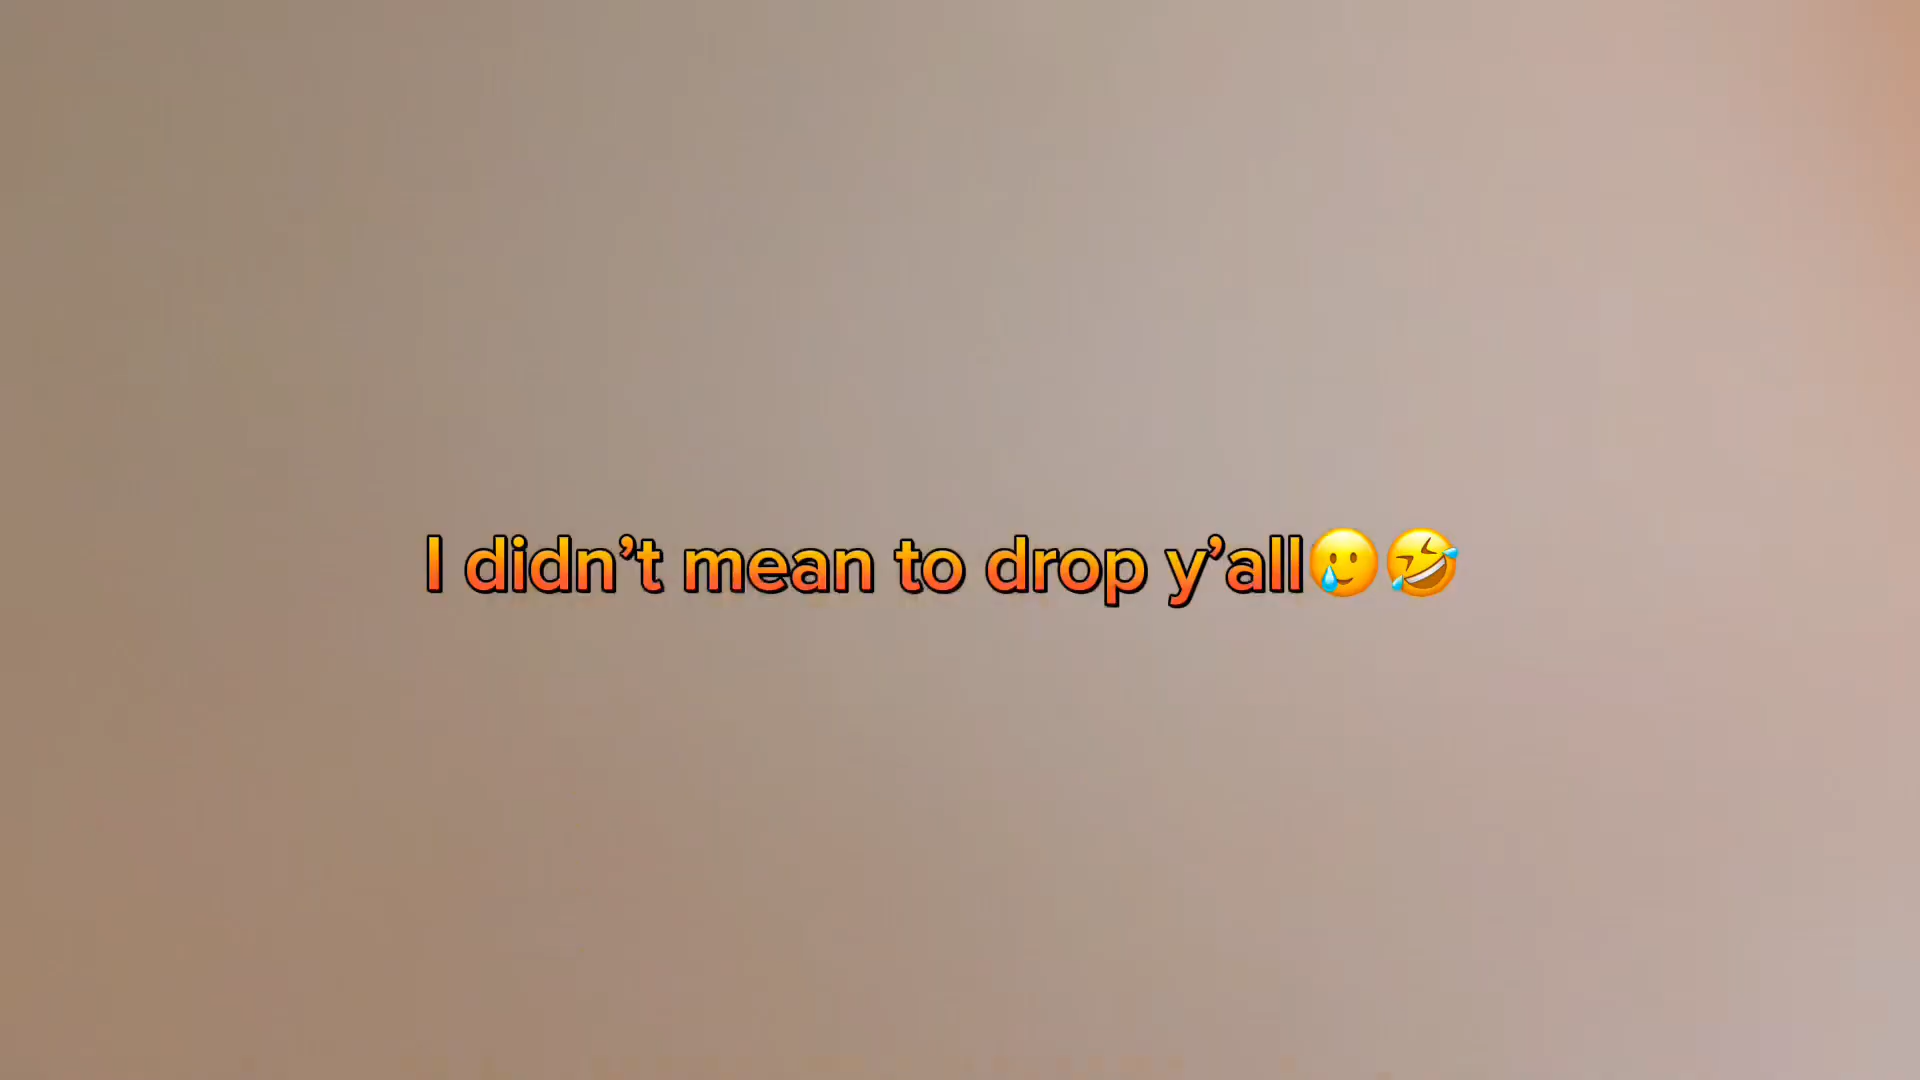 I didn’t mean to drop y’all🥲🤣